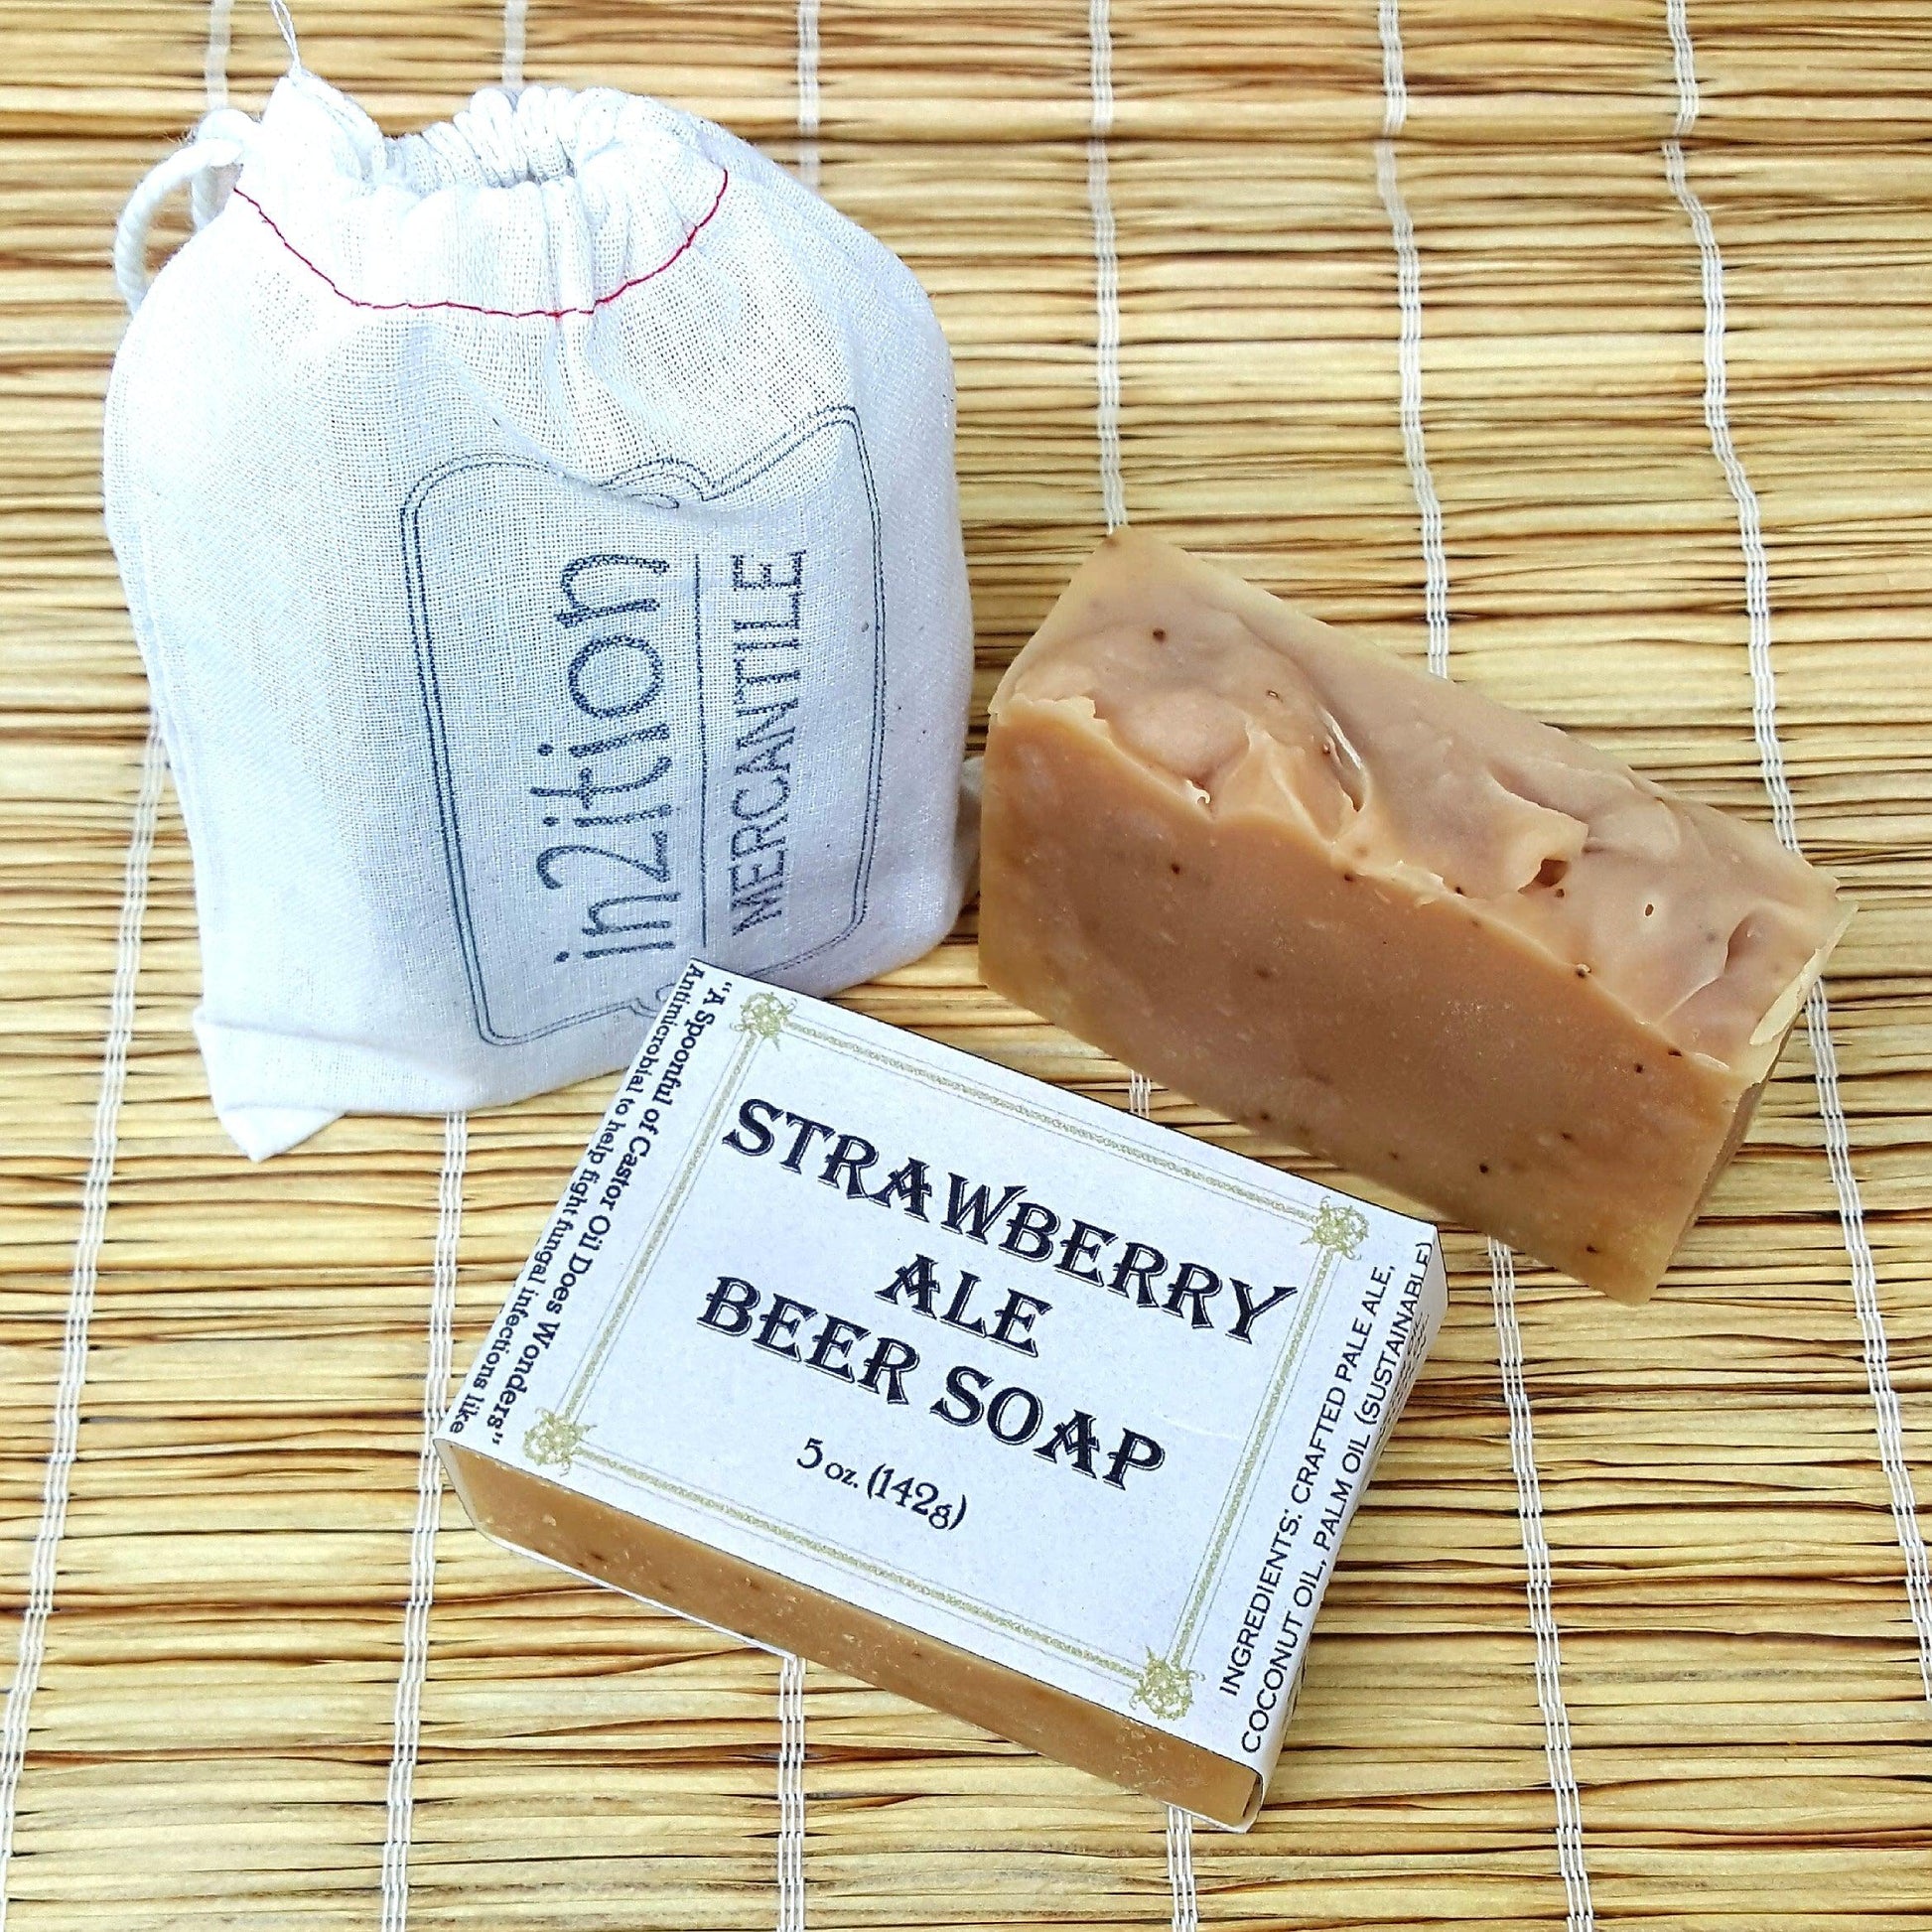 in2ition
MERCANTILE
"A Spoonful of Castor Oil Does Wonders"
Antimicrobial to help fight fungal infections like
STRAWBERRY
ALE
BEER SOAP
5 oz. (142g)
INGREDIENTS: CRAFTED PALE ALE,
COCONUT OIL, PALM OIL (SUSTAINABLE)